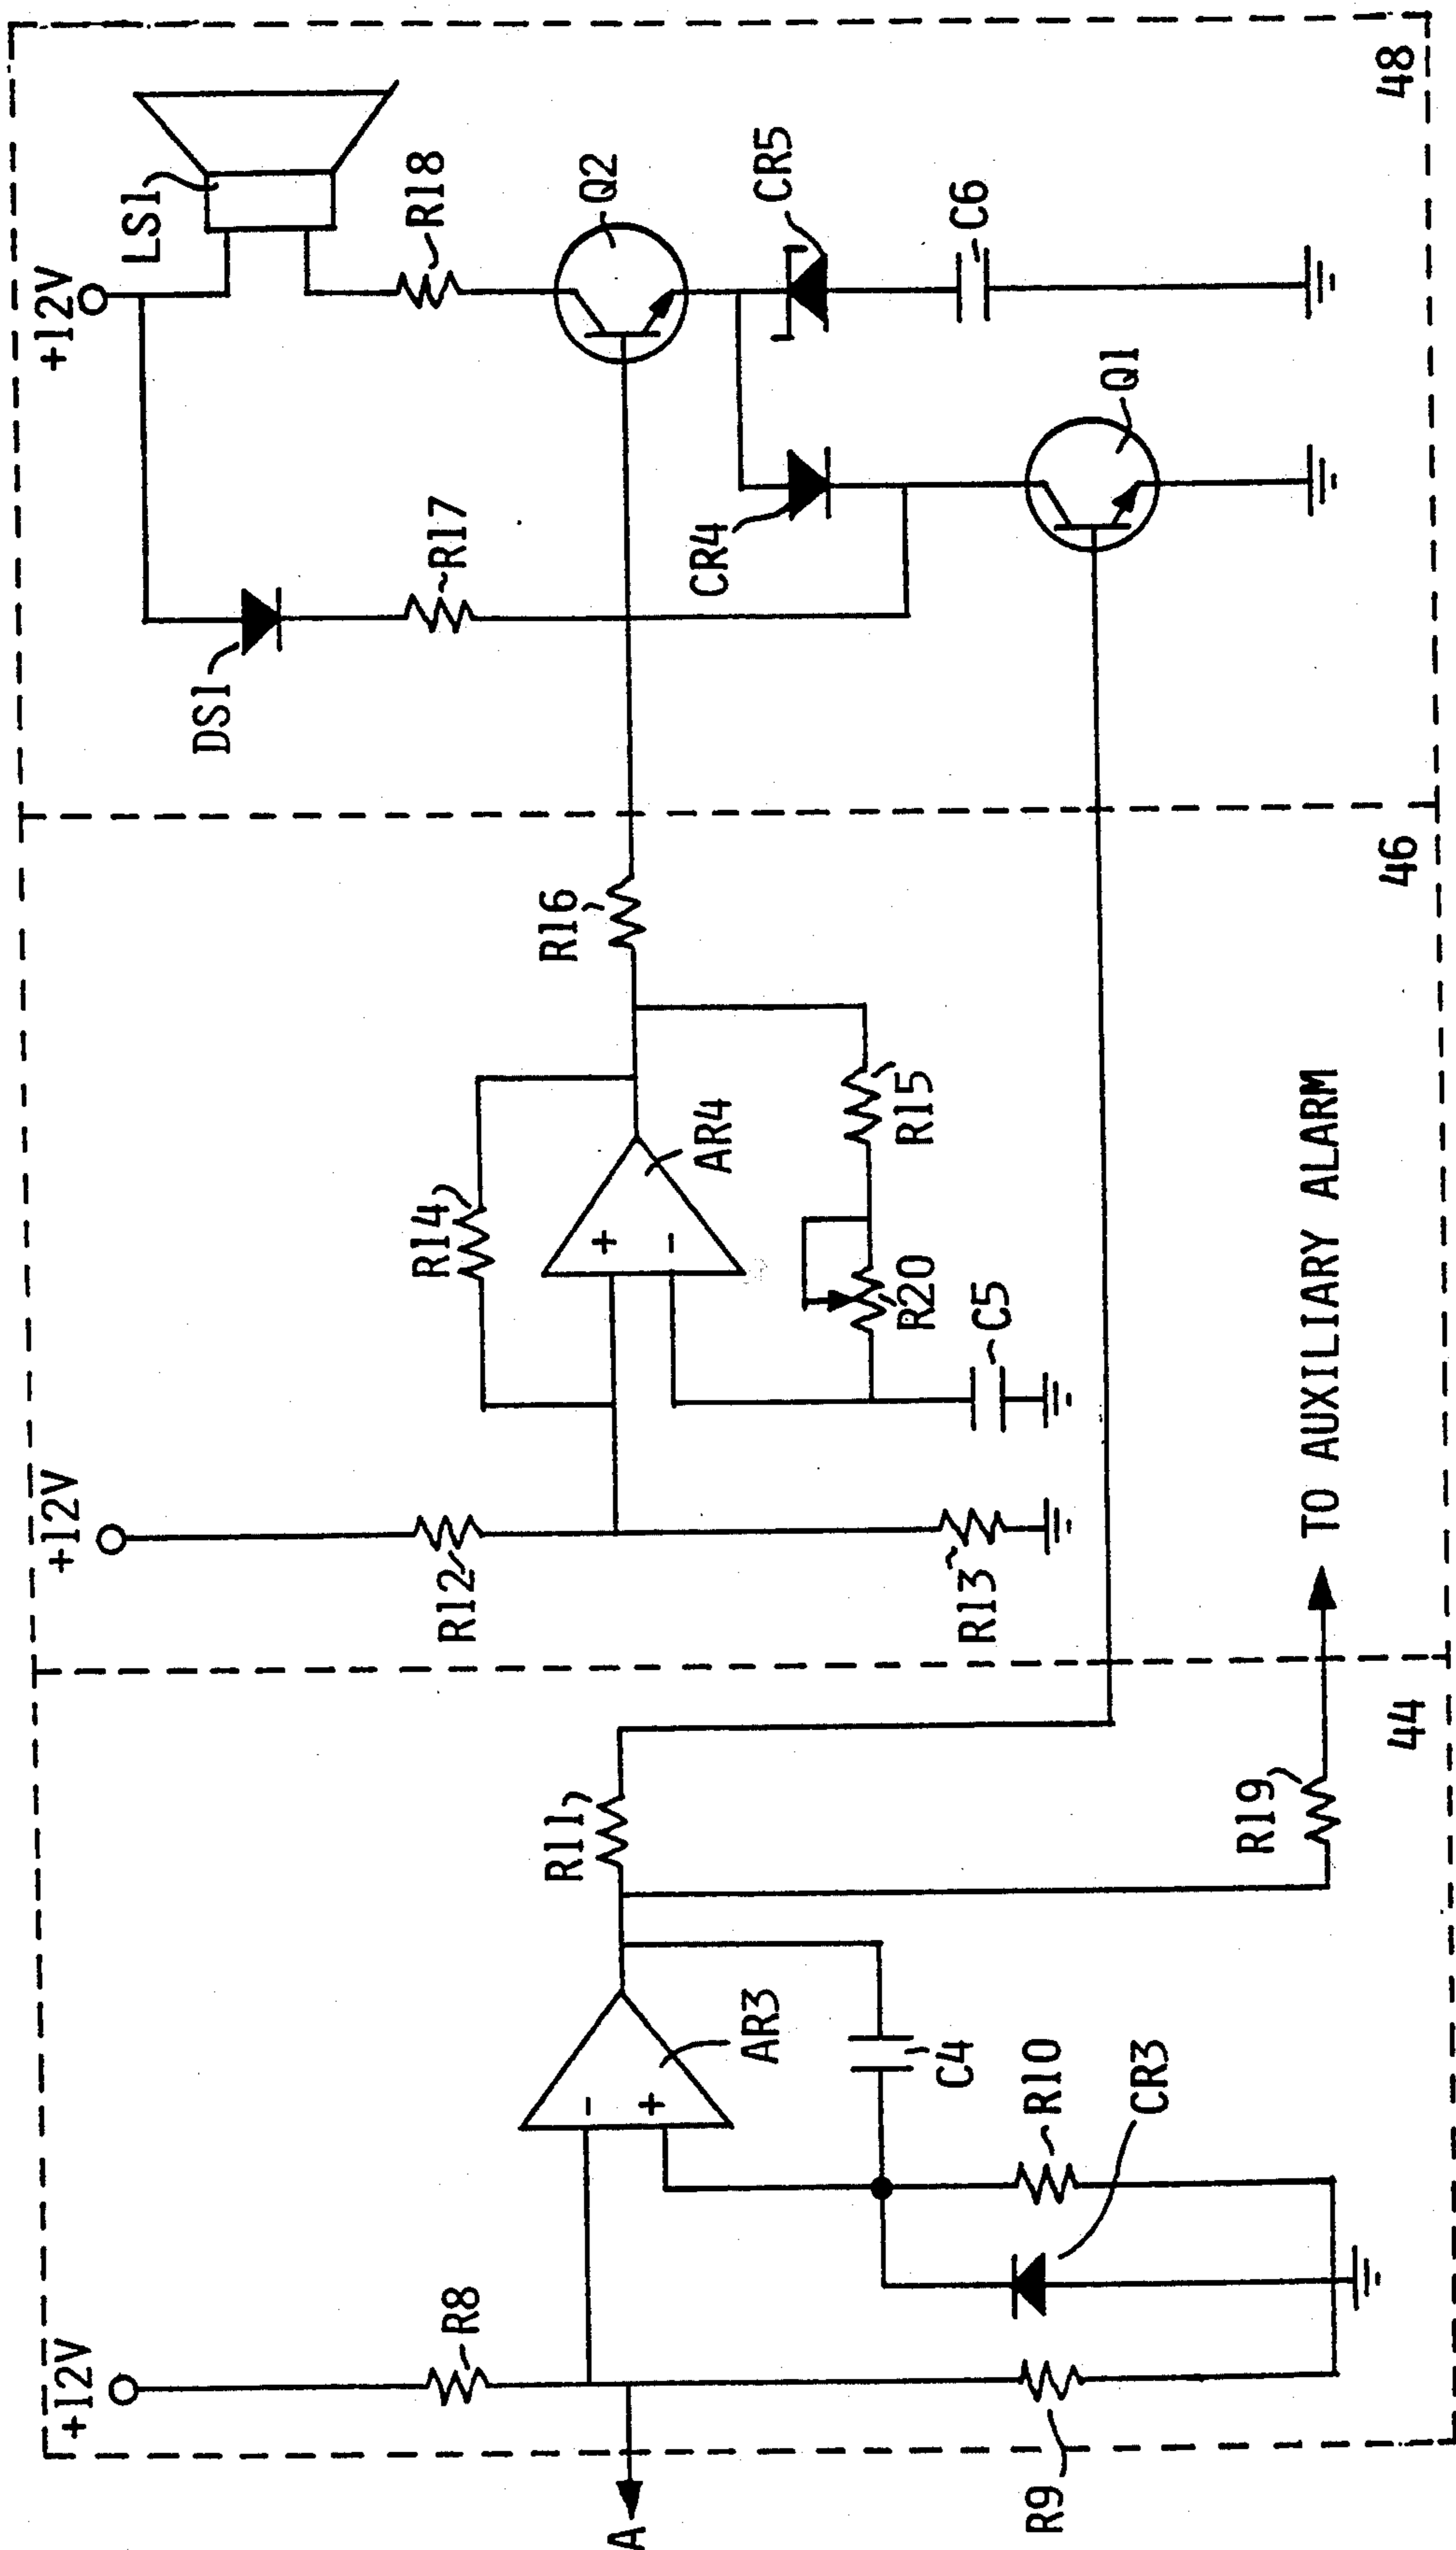 +12V
R8
A
R9
AR3
-
+
C4
R10
CR3
R11
R19
TO AUXILIARY ALARM
44
+12V
R12
R13
R14
AR4
+
-
R15
R20
C5
R16
46
+12V
LS1
DS1
R17
R18
Q2
CR4
CR5
C6
Q1
48